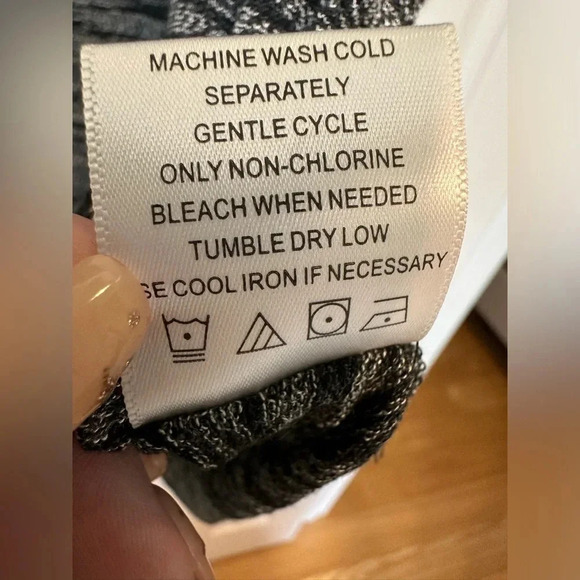 MACHINE WASH COLD
SEPARATELY
GENTLE CYCLE
ONLY NON-CHLORINE
BLEACH WHEN NEEDED
TUMBLE DRY LOW
SE COOL IRON IF NECESSARY